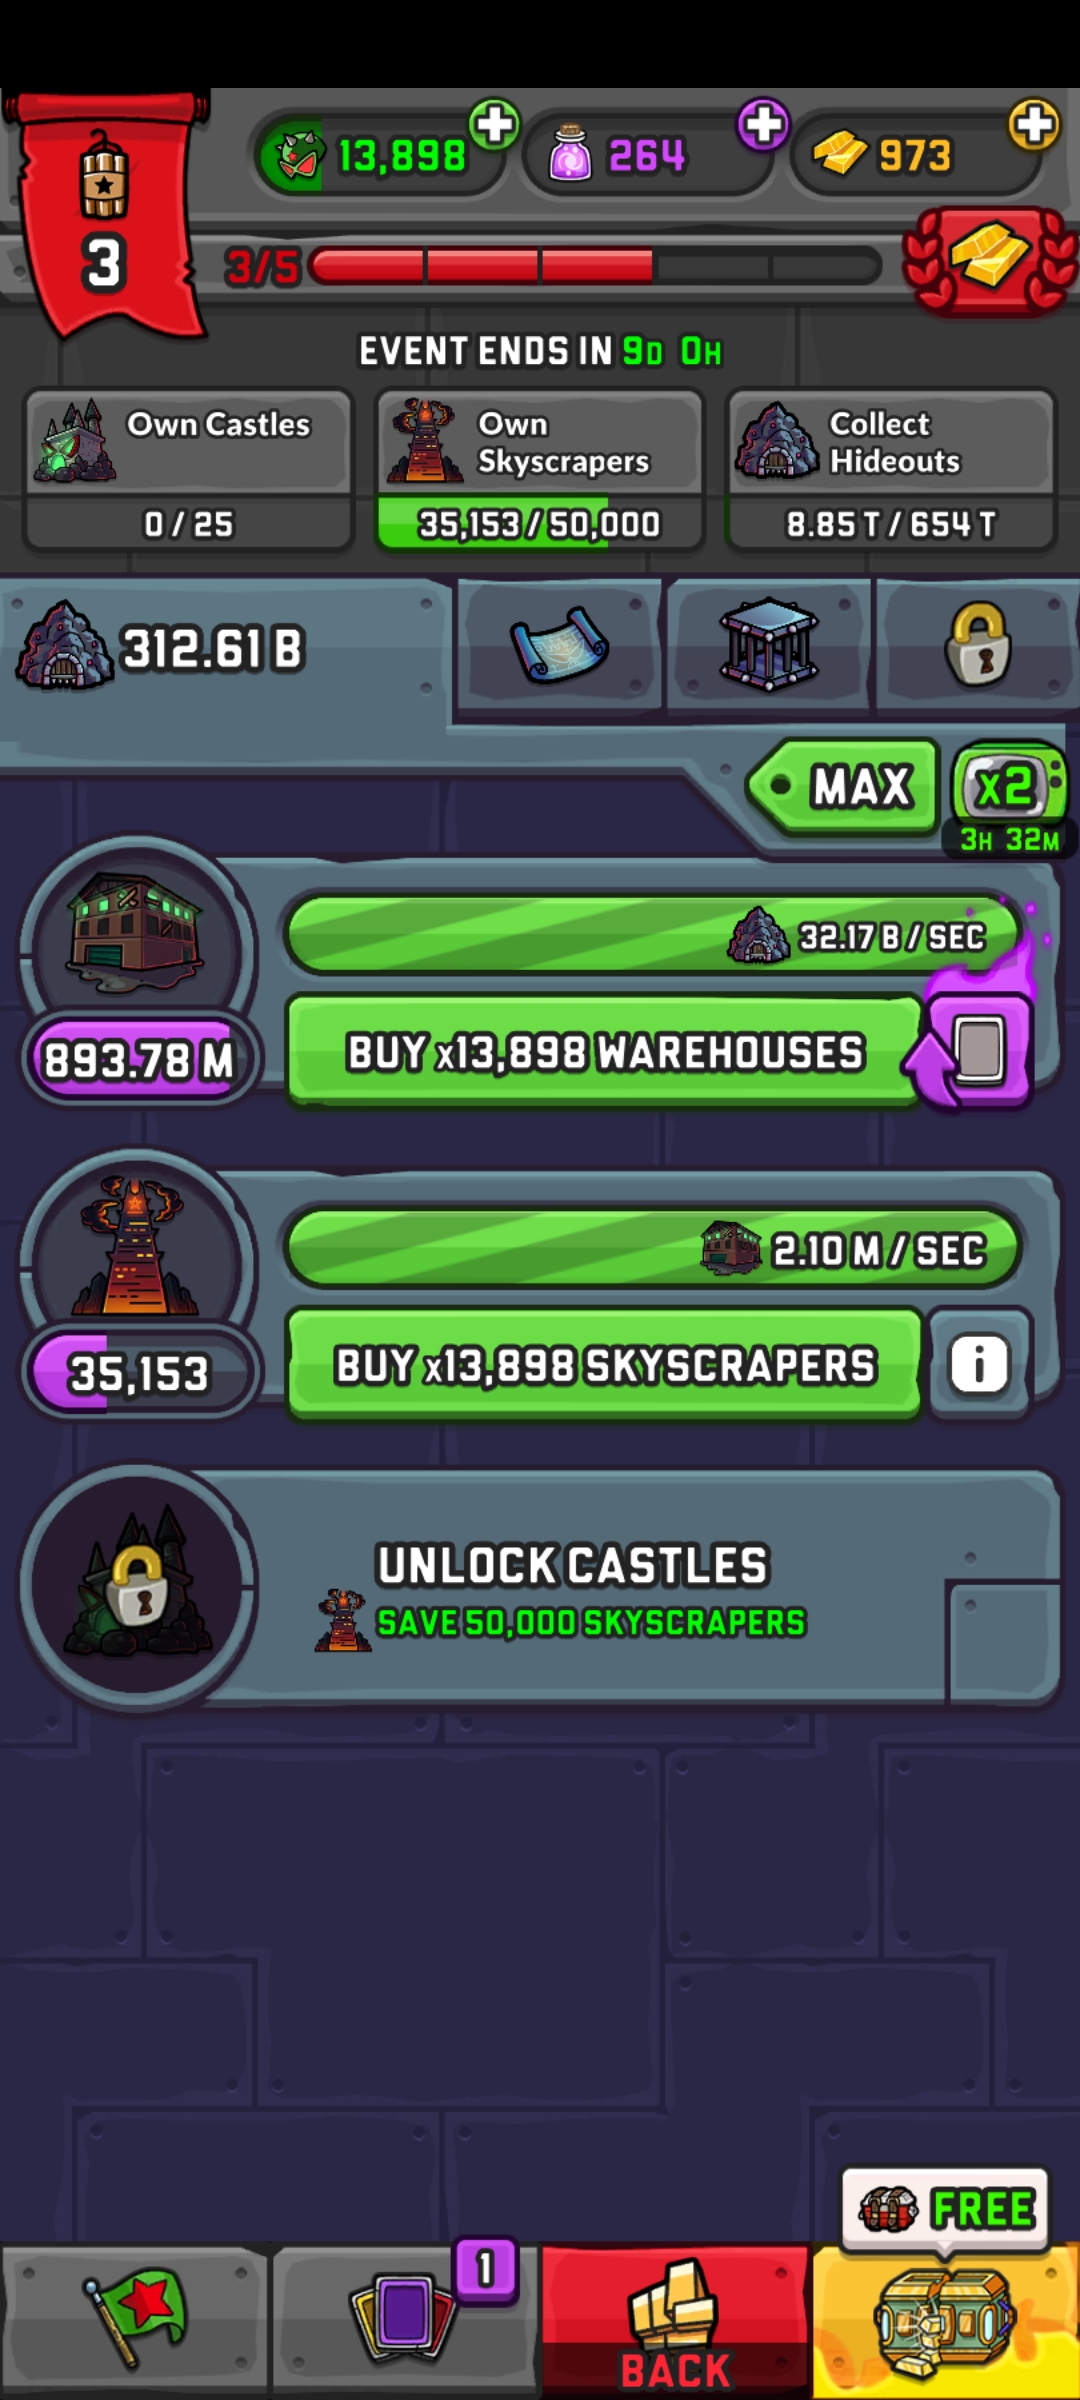 3
13,898
264
973
3/5
EVENT ENDS IN 9D 0H
Own Castles
0 / 25
Own
Skyscrapers
35,153 / 50,000
Collect
Hideouts
8.85 T / 654 T
312.61 B
MAX
x2
3H 32M
32.17 B / SEC
893.78 M
BUY x13,898 WAREHOUSES
2.10 M / SEC
35,153
BUY x13,898 SKYSCRAPERS
i
UNLOCK CASTLES
SAVE 50,000 SKYSCRAPERS
FREE
1
BACK